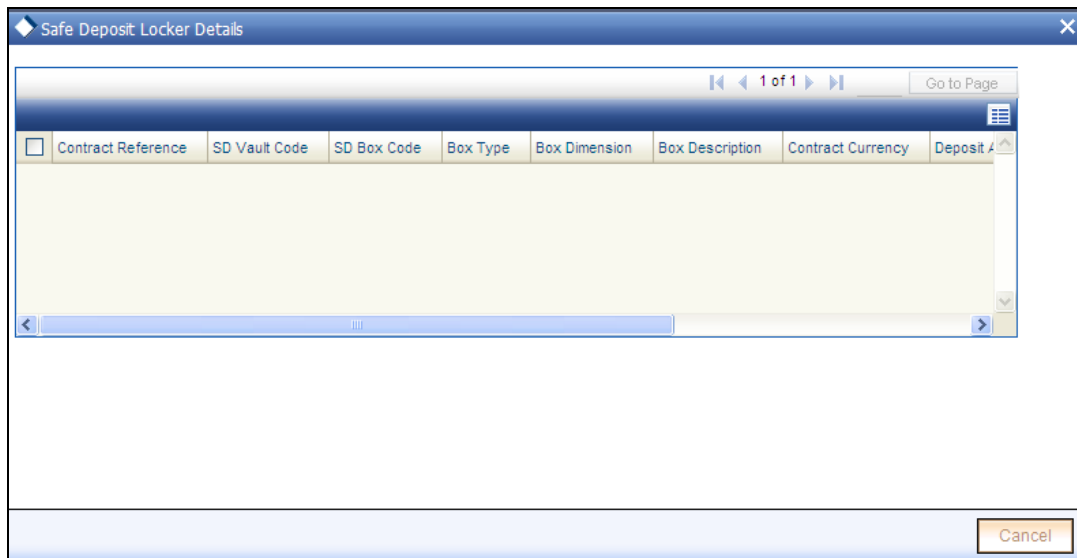 Safe Deposit Locker Details
1 of 1 Go to Page
Contract Reference SD Vault Code SD Box Code Box Type Box Dimension Box Description Contract Currency Deposit
Cancel